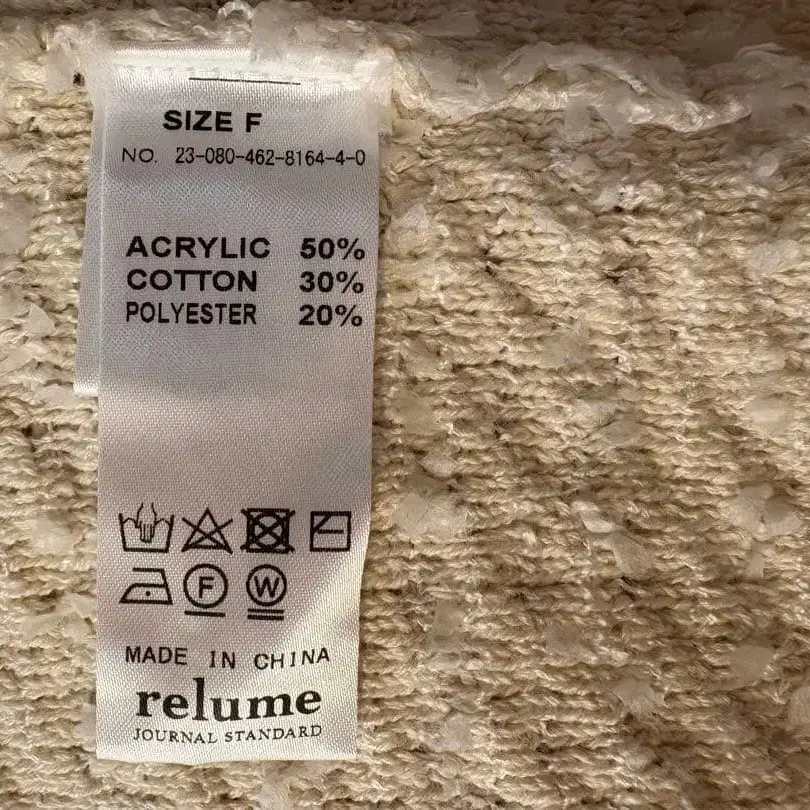 SIZE F
NO. 23-080-462-8164-4-0
ACRYLIC 50%
COTTON 30%
POLYESTER 20%
F W
MADE IN CHINA
relume
JOURNAL STANDARD